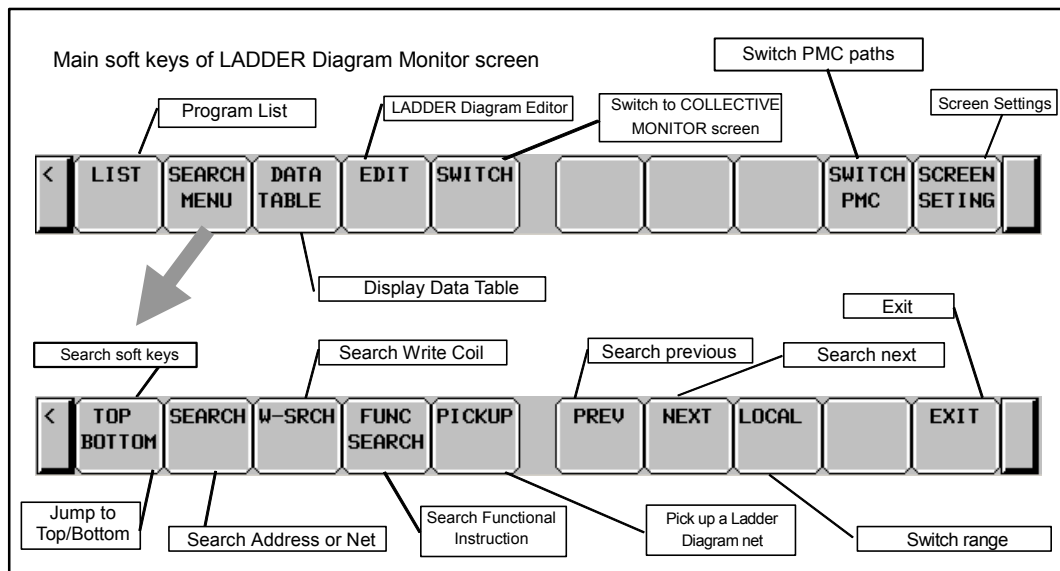 Main soft keys of LADDER Diagram Monitor screen
Switch PMC paths
Program List
LADDER Diagram Editor
Switch to COLLECTIVE
MONITOR screen
Screen Settings
< LIST SEARCH MENU DATA TABLE EDIT SWITCH SWITCH PMC SCREEN SETING
Display Data Table
Exit
Search soft keys
Search Write Coil
Search previous
Search next
< TOP BOTTOM SEARCH W-SRCH FUNC SEARCH PICKUP PREV NEXT LOCAL EXIT
Jump to
Top/Bottom
Search Address or Net
Search Functional
Instruction
Pick up a Ladder
Diagram net
Switch range